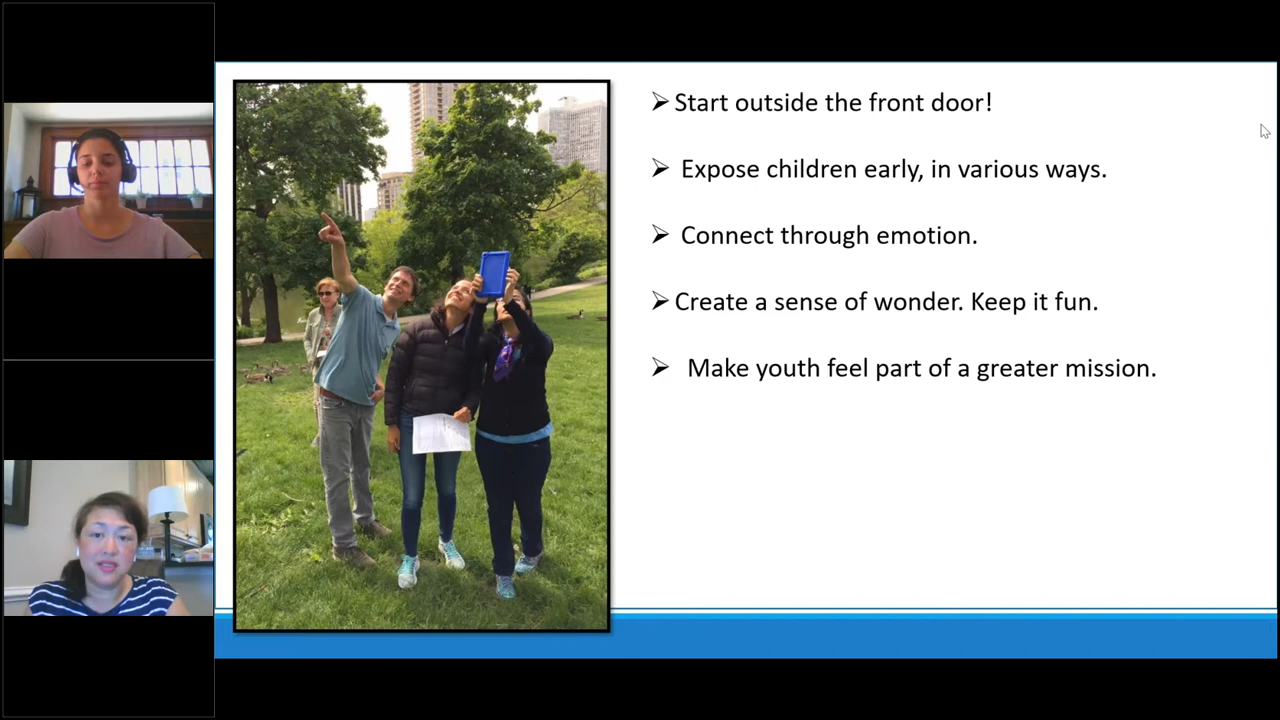 Start outside the front door!
Expose children early, in various ways.
Connect through emotion.
Create a sense of wonder. Keep it fun.
Make youth feel part of a greater mission.